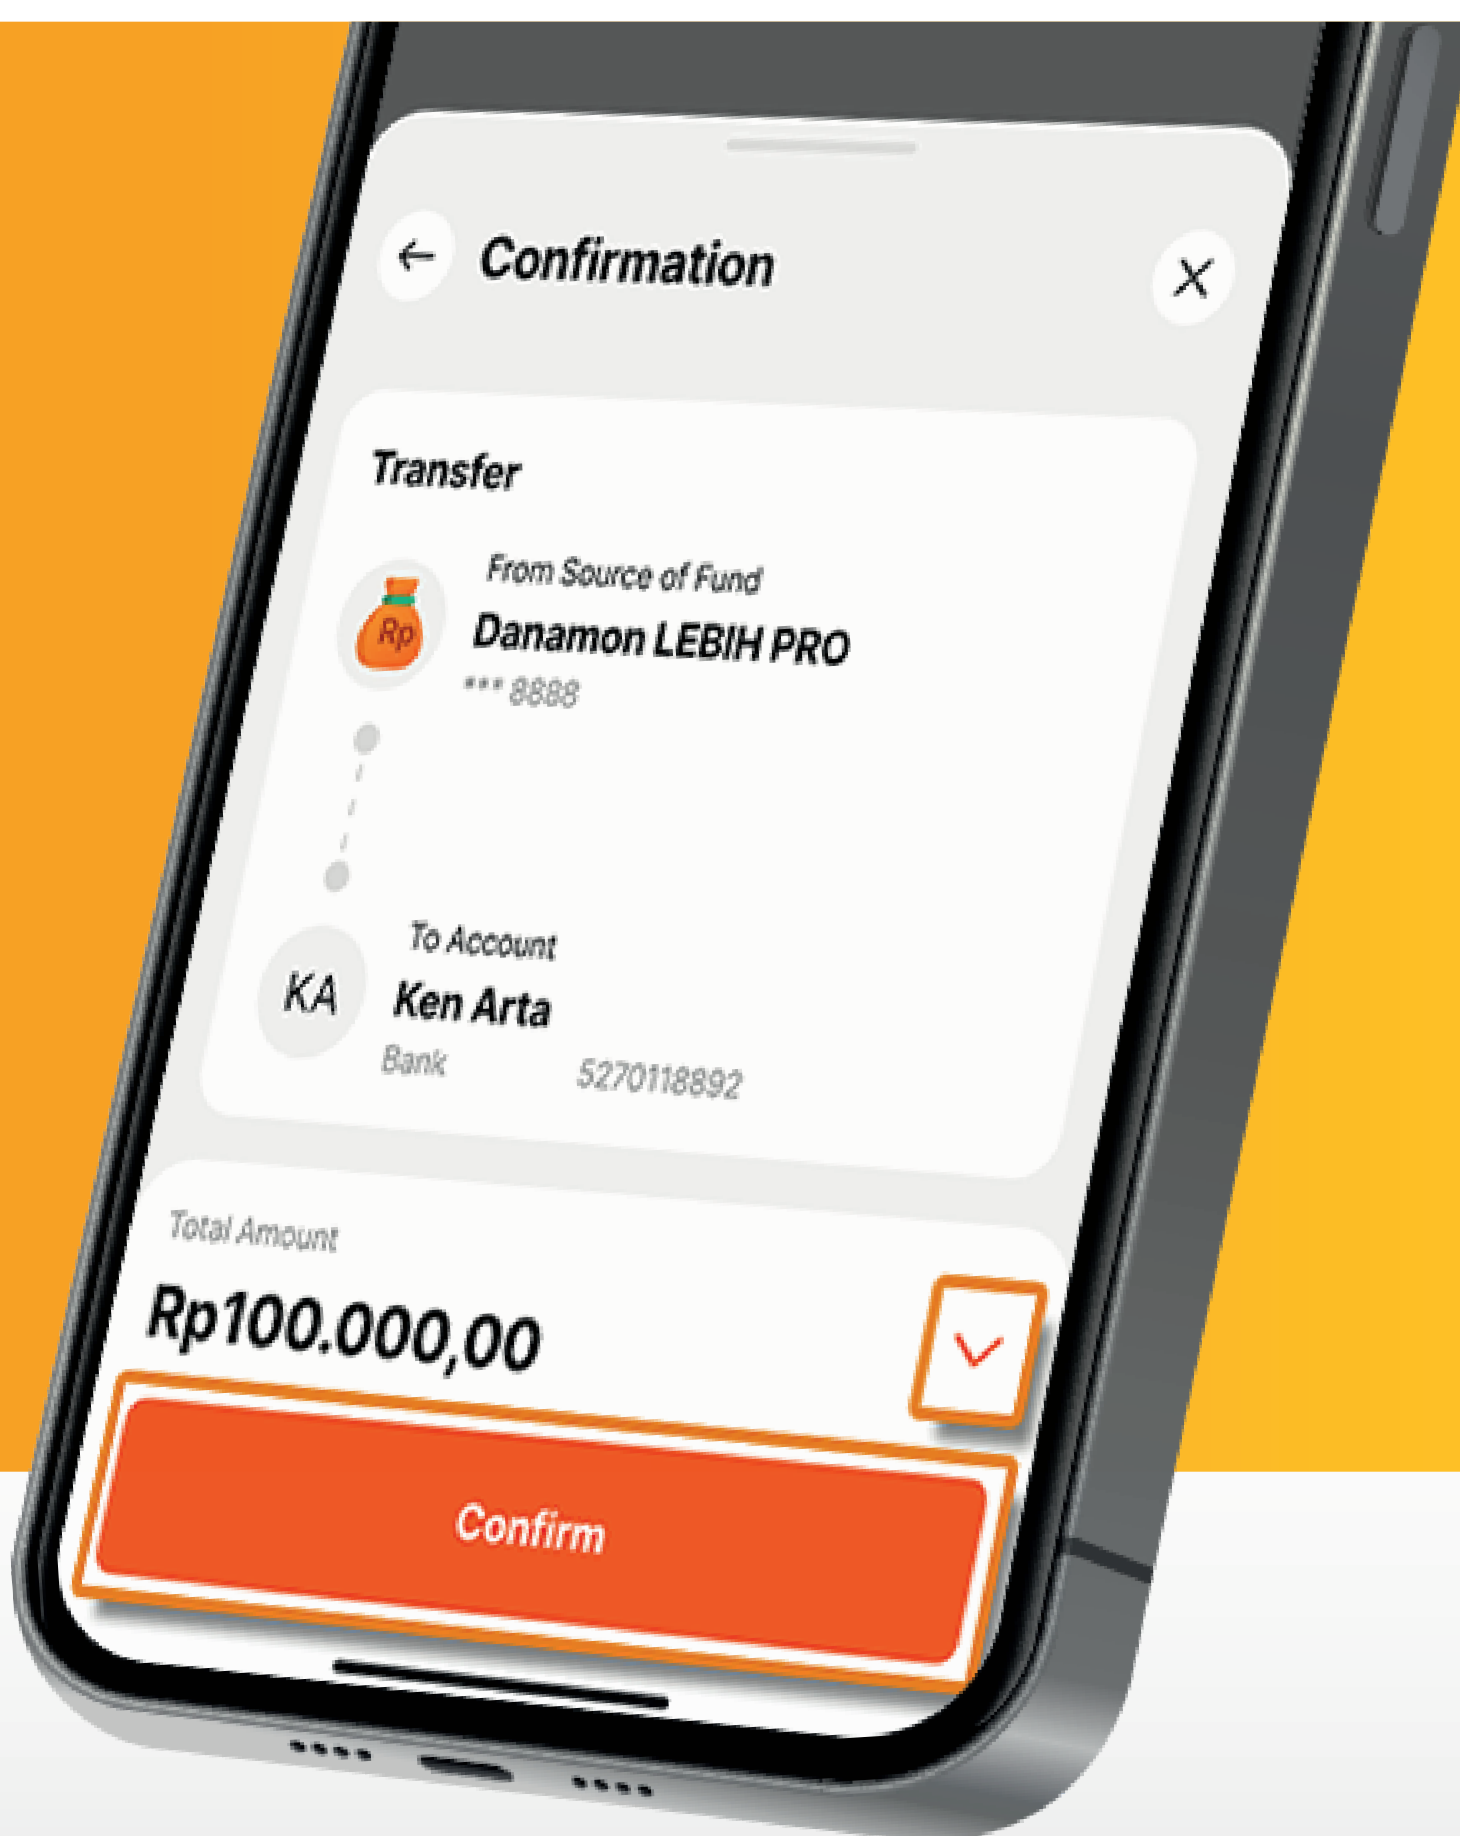 Confirmation
Transfer
From Source of Fund
Rp
Danamon LEBIH PRO
*** 8888
To Account
KA
Ken Arta
Bank 5270118892
Total Amount
Rp100.000,00
Confirm